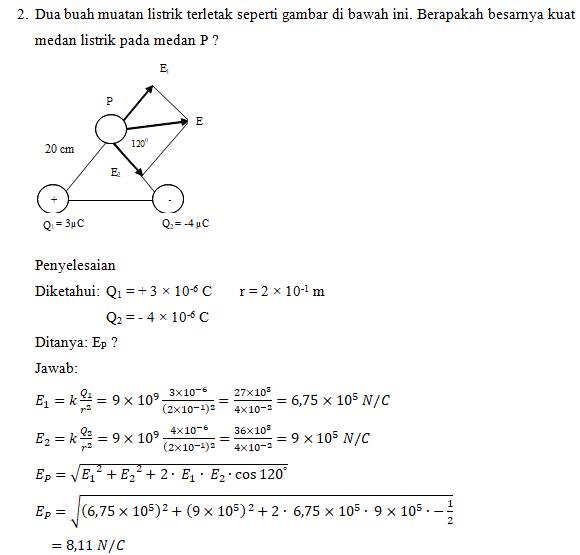 2. Dua buah muatan listrik terletak seperti gambar di bawah ini. Berapakah besarnya kuat
medan listrik pada medan P ?
E₁
P
E
120⁰
20 cm
E₂
+
-
Q₁ = 3μC
Q₂ = -4 μC
Penyelesaian
Diketahui: Q₁ = + 3 × 10⁻⁶ C r = 2 × 10⁻¹ m
Q₂ = - 4 × 10⁻⁶ C
Ditanya: Eₚ ?
Jawab:
E₁ = k Q₁/r² = 9 × 10⁹ 3×10⁻⁶/(2×10⁻¹)² = 27×10³/4×10⁻² = 6,75 × 10⁵ N/C
E₂ = k Q₂/r² = 9 × 10⁹ 4×10⁻⁶/(2×10⁻¹)² = 36×10³/4×10⁻² = 9 × 10⁵ N/C
Eₚ = √(E₁² + E₂² + 2 · E₁ · E₂ · cos 120°)
Eₚ = √((6,75 × 10⁵)² + (9 × 10⁵)² + 2 · 6,75 × 10⁵ · 9 × 10⁵ · −1/2)
= 8,11 N/C